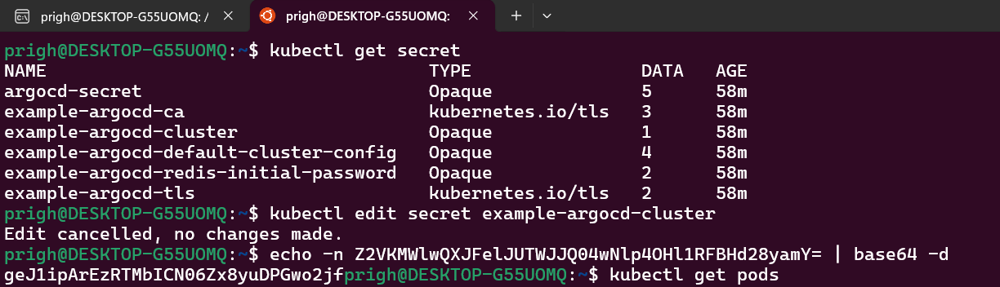 prigh@DESKTOP-G55UOMQ: /
prigh@DESKTOP-G55UOMQ:
prigh@DESKTOP-G55UOMQ:~$ kubectl get secret
NAME TYPE DATA AGE
argocd-secret Opaque 5 58m
example-argocd-ca kubernetes.io/tls 3 58m
example-argocd-cluster Opaque 1 58m
example-argocd-default-cluster-config Opaque 4 58m
example-argocd-redis-initial-password Opaque 2 58m
example-argocd-tls kubernetes.io/tls 2 58m
prigh@DESKTOP-G55UOMQ:~$ kubectl edit secret example-argocd-cluster
Edit cancelled, no changes made.
prigh@DESKTOP-G55UOMQ:~$ echo -n Z2VKMWlwQXJFelJUTWJJQ04wNlp4OHl1RFBHd28yamY= | base64 -d
geJ1ipArEzRTMbICN06Zx8yuDPGwo2jfprigh@DESKTOP-G55UOMQ:~$ kubectl get pods